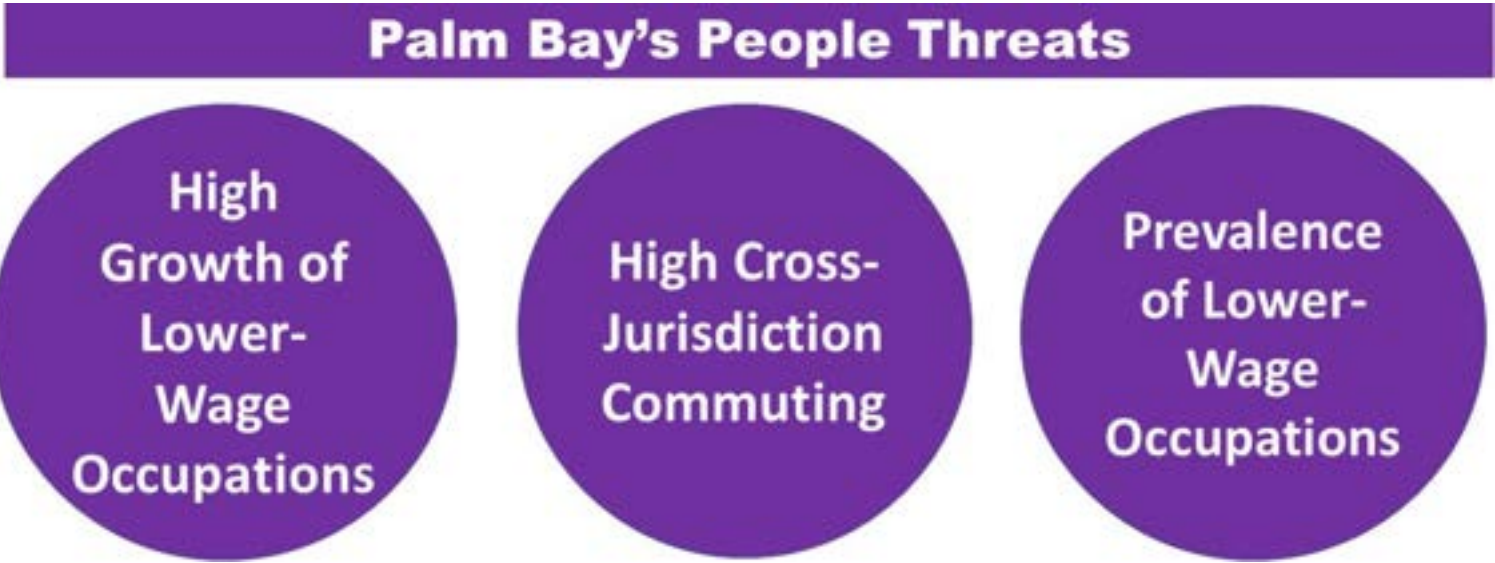 Palm Bay’s People Threats
High
Growth of
Lower-
Wage
Occupations
High Cross-
Jurisdiction
Commuting
Prevalence
of Lower-
Wage
Occupations